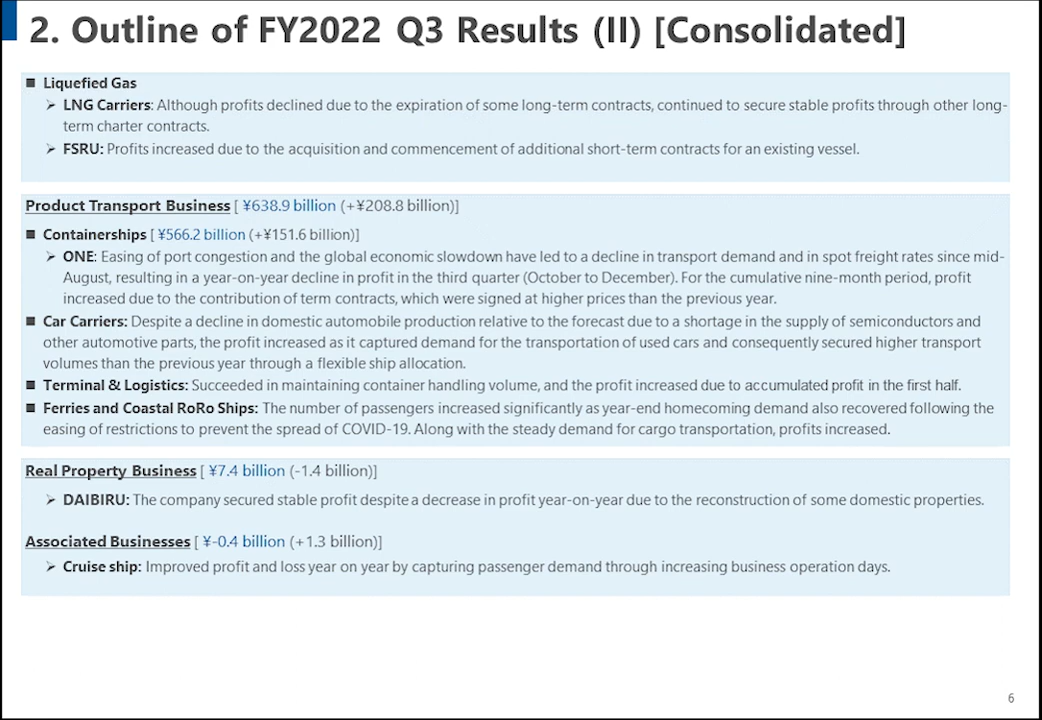 2. Outline of FY2022 Q3 Results (II) [Consolidated]
■ Liquefied Gas
➢ LNG Carriers: Although profits declined due to the expiration of some long-term contracts, continued to secure stable profits through other long-
term charter contracts.
➢ FSRU: Profits increased due to the acquisition and commencement of additional short-term contracts for an existing vessel.
Product Transport Business [ ¥638.9 billion (+¥208.8 billion)]
■ Containerships [ ¥566.2 billion (+¥151.6 billion)]
➢ ONE: Easing of port congestion and the global economic slowdown have led to a decline in transport demand and in spot freight rates since mid-
August, resulting in a year-on-year decline in profit in the third quarter (October to December). For the cumulative nine-month period, profit
increased due to the contribution of term contracts, which were signed at higher prices than the previous year.
■ Car Carriers: Despite a decline in domestic automobile production relative to the forecast due to a shortage in the supply of semiconductors and
other automotive parts, the profit increased as it captured demand for the transportation of used cars and consequently secured higher transport
volumes than the previous year through a flexible ship allocation.
■ Terminal & Logistics: Succeeded in maintaining container handling volume, and the profit increased due to accumulated profit in the first half.
■ Ferries and Coastal RoRo Ships: The number of passengers increased significantly as year-end homecoming demand also recovered following the
easing of restrictions to prevent the spread of COVID-19. Along with the steady demand for cargo transportation, profits increased.
Real Property Business [ ¥7.4 billion (-1.4 billion)]
➢ DAIBIRU: The company secured stable profit despite a decrease in profit year-on-year due to the reconstruction of some domestic properties.
Associated Businesses [ ¥-0.4 billion (+1.3 billion)]
➢ Cruise ship: Improved profit and loss year on year by capturing passenger demand through increasing business operation days.
6